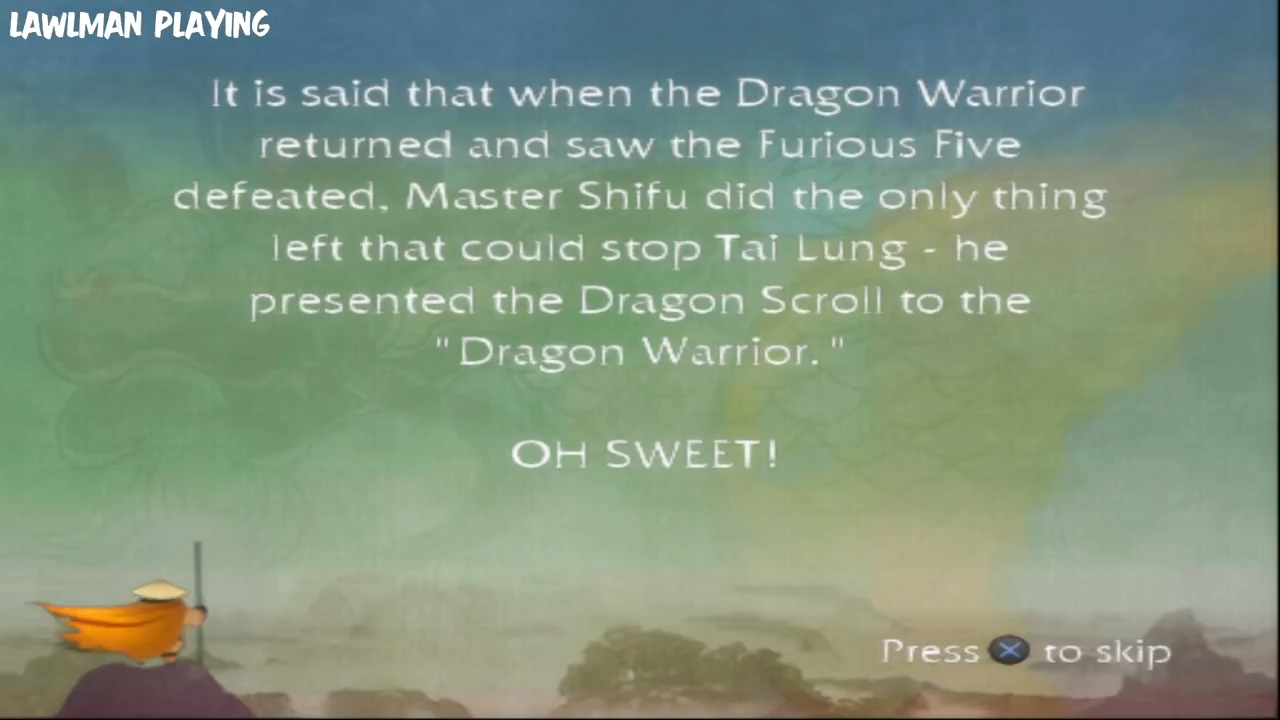 LAWLMAN PLAYING
It is said that when the Dragon Warrior
returned and saw the Furious Five
defeated, Master Shifu did the only thing
left that could stop Tai Lung - he
presented the Dragon Scroll to the
"Dragon Warrior."
OH SWEET!
Press ✕ to skip